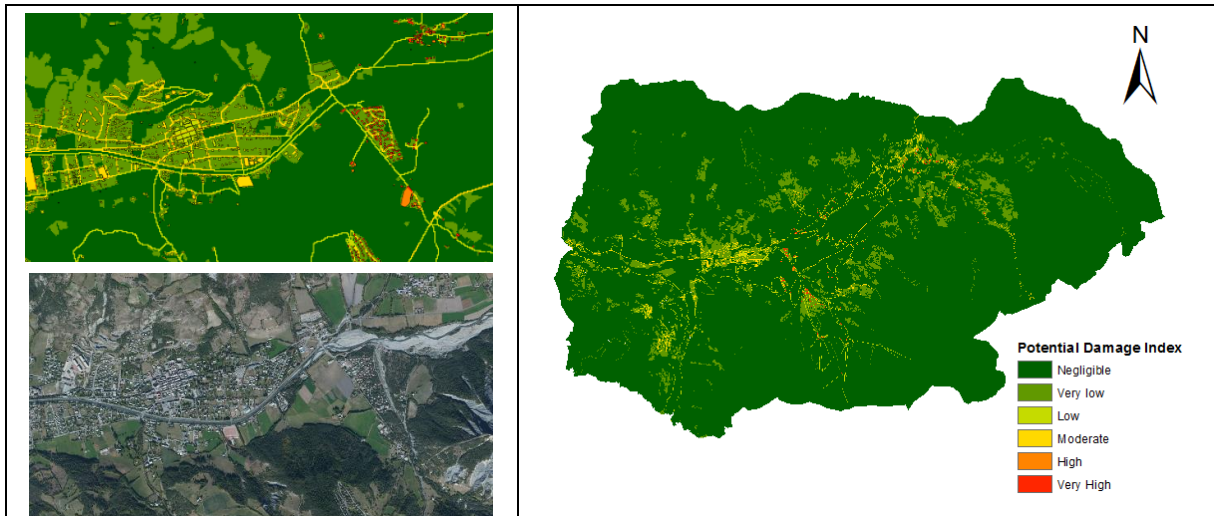 N
Potential Damage Index
Negligible
Very low
Low
Moderate
High
Very High